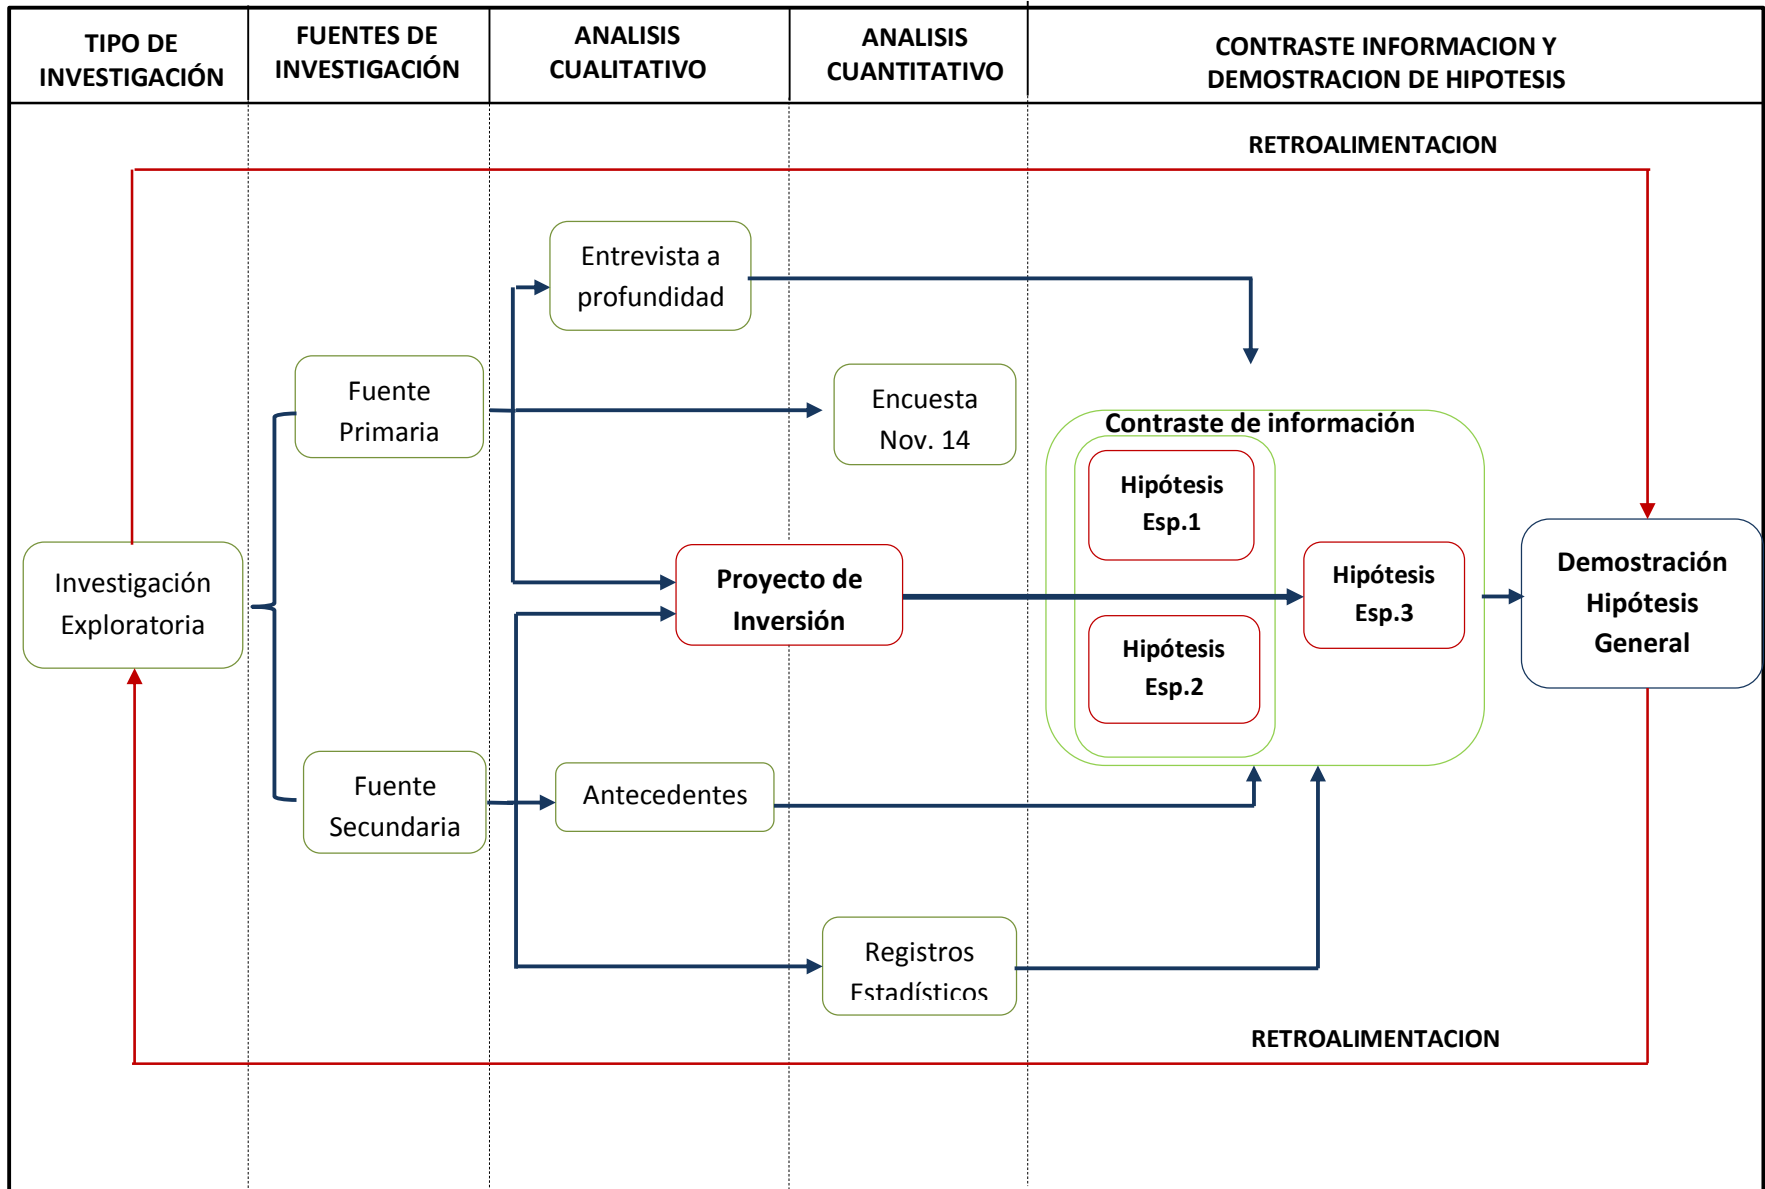 TIPO DE
INVESTIGACIÓN
FUENTES DE
INVESTIGACIÓN
ANALISIS
CUALITATIVO
ANALISIS
CUANTITATIVO
CONTRASTE INFORMACION Y
DEMOSTRACION DE HIPOTESIS
RETROALIMENTACION
Entrevista a
profundidad
Fuente
Primaria
Encuesta
Nov. 14
Contraste de información
Hipótesis
Esp.1
Investigación
Exploratoria
Proyecto de
Inversión
Hipótesis
Esp.3
Demostración
Hipótesis
General
Hipótesis
Esp.2
Fuente
Secundaria
Antecedentes
Registros
Estadísticos
RETROALIMENTACION